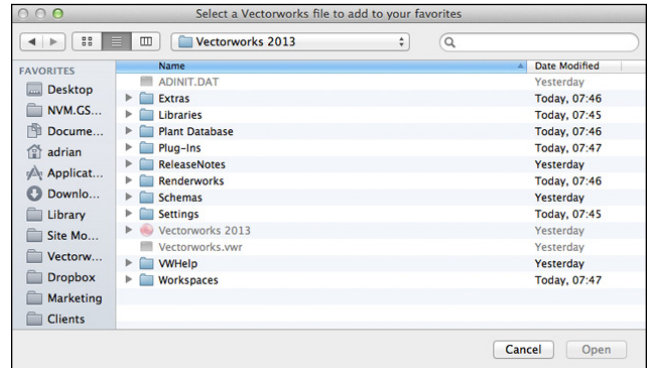 Select a Vectorworks file to add to your favorites
Vectorworks 2013
FAVORITES
Desktop
NVM.GS...
Docume...
adrian
Applicat...
Downlo...
Library
Site Mo...
Vectorw...
Dropbox
Marketing
Clients
Name Date Modified
ADINIT.DAT Yesterday
Extras Today, 07:46
Libraries Today, 07:45
Plant Database Today, 07:46
Plug-Ins Today, 07:47
ReleaseNotes Yesterday
Renderworks Today, 07:46
Schemas Yesterday
Settings Today, 07:45
Vectorworks 2013 Yesterday
Vectorworks.vwr Yesterday
VWHelp Yesterday
Workspaces Today, 07:47
Cancel Open